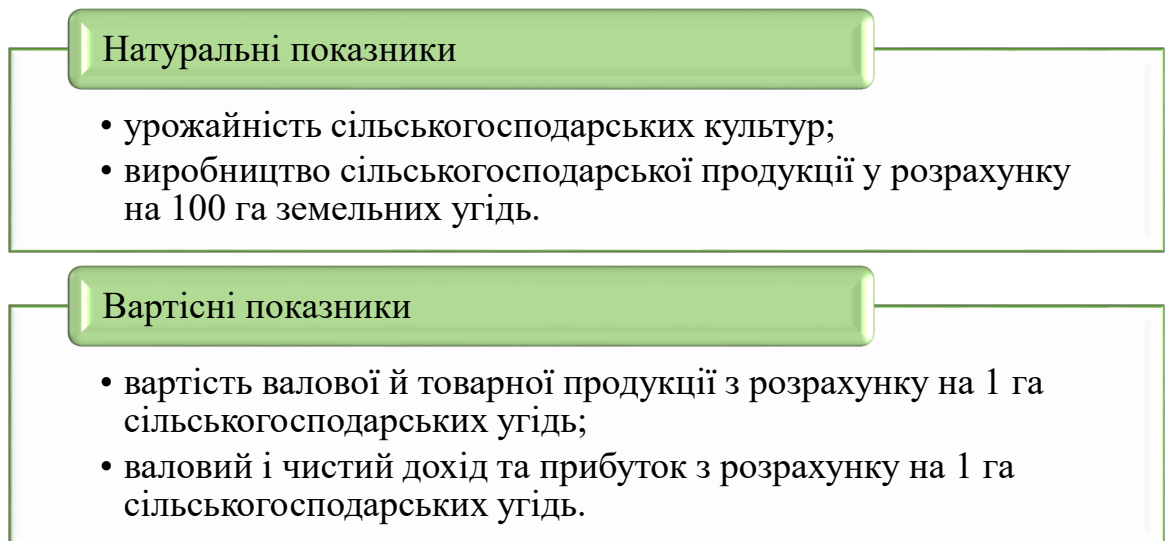 Натуральні показники
• урожайність сільськогосподарських культур;
• виробництво сільськогосподарської продукції у розрахунку
на 100 га земельних угідь.
Вартісні показники
• вартість валової й товарної продукції з розрахунку на 1 га
сільськогосподарських угідь;
• валовий і чистий дохід та прибуток з розрахунку на 1 га
сільськогосподарських угідь.